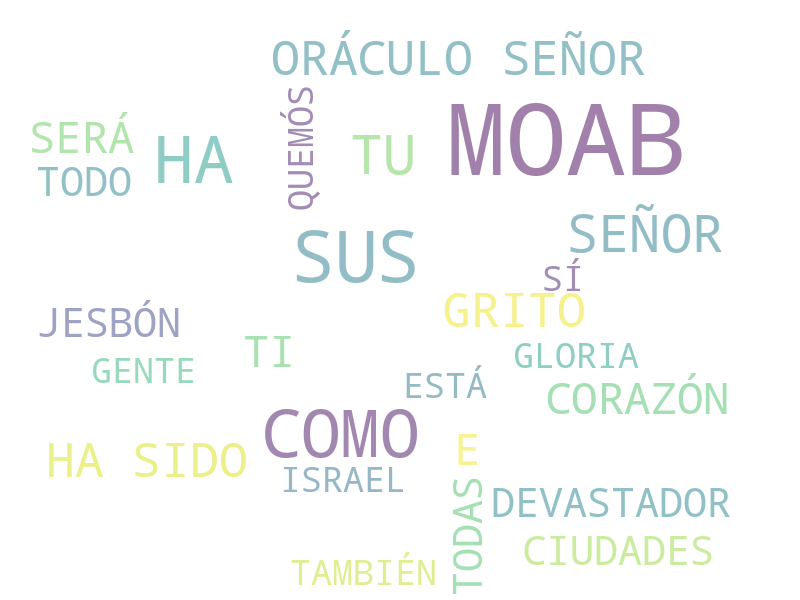 ORÁCULO SEÑOR
QUEMÓS
MOAB
SERÁ
HA
TU
TODO
SEÑOR
SUS
SÍ
GRITO
JESBÓN
TI
GLORIA
GENTE
ESTÁ
CORAZÓN
COMO
HA SIDO
E
ISRAEL
TODAS
DEVASTADOR
CIUDADES
TAMBIÉN